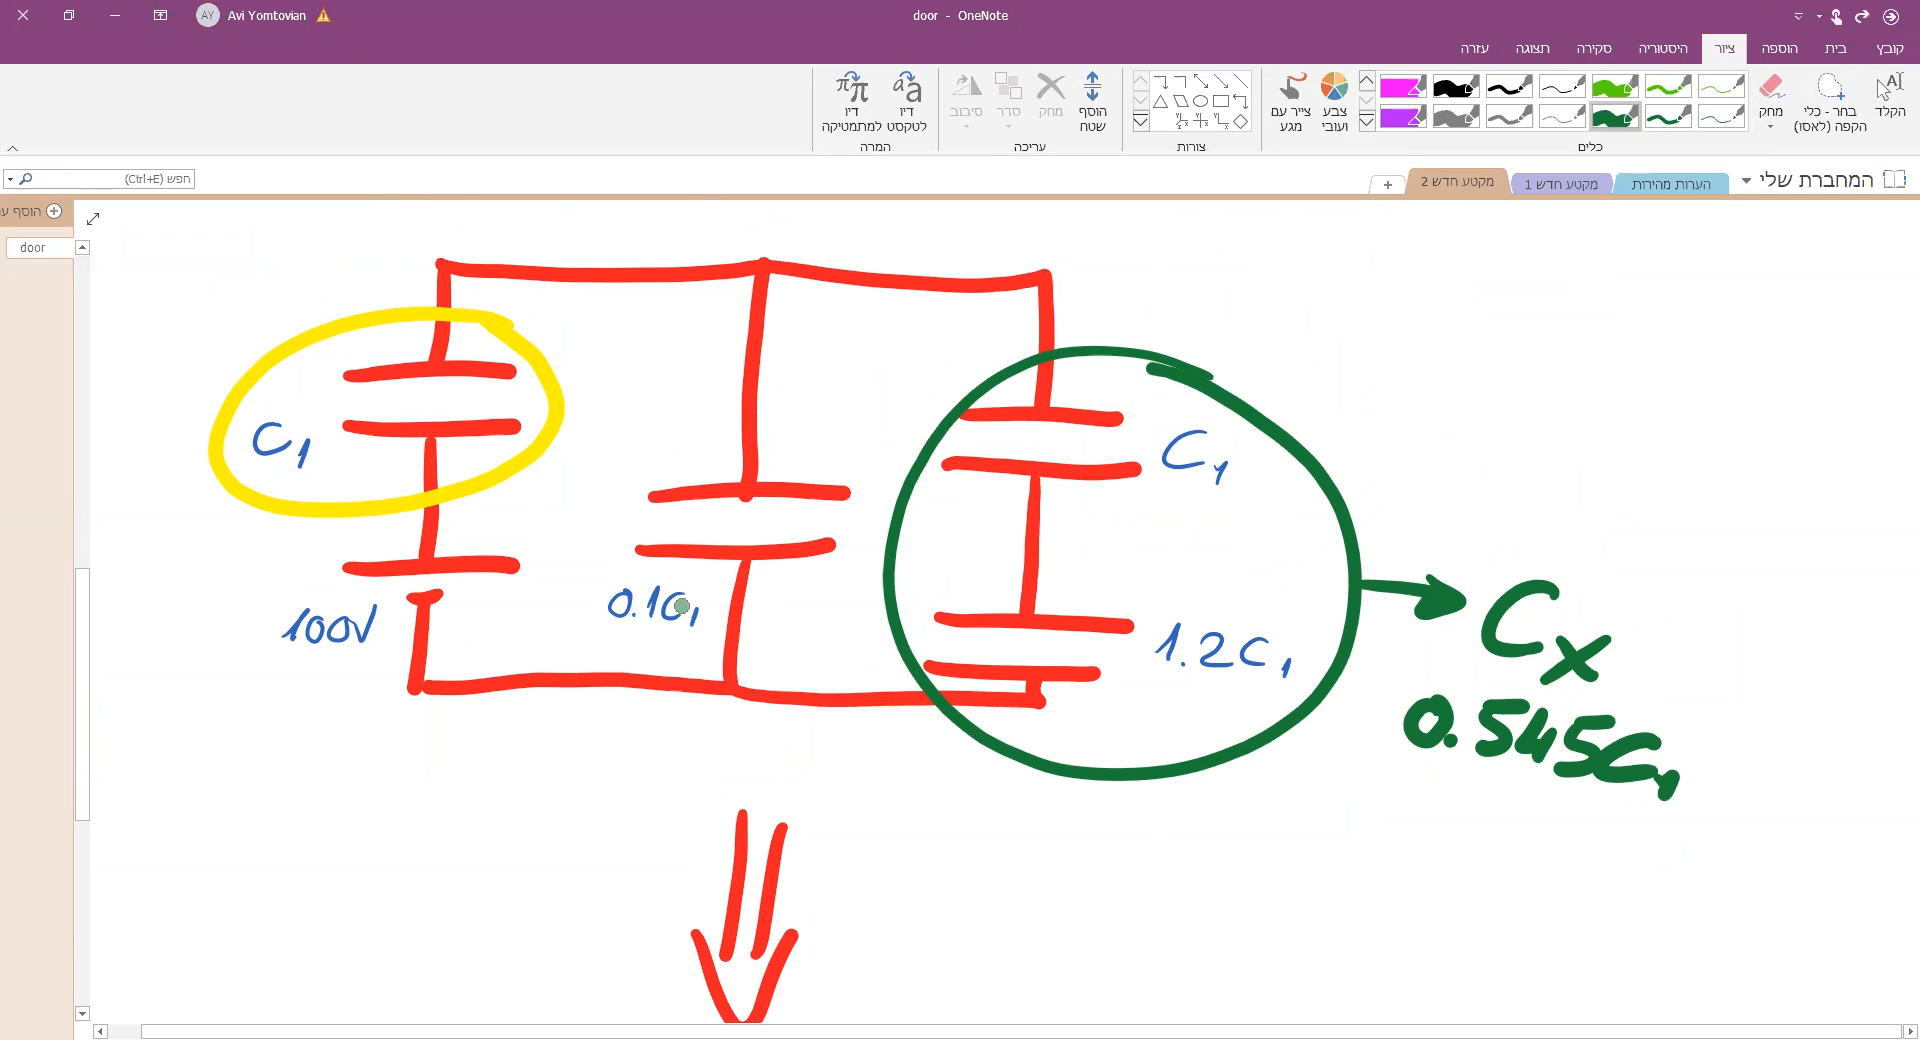 AY Avi Yomtovian
door - OneNote
קובץ בית הוספה ציור היסטוריה סקירה תצוגה עזרה
הקלד
בחר - כלי הקפה (לאסו)
מחק
כלים
צבע ועובי
צייר עם מגע
צורות
הוסף שטח
מחק
סדר
סיבוב
עריכה
דיו לטקסט
דיו למתמטיקה
המרה
המחברת שלי
הערות מהירות
מקטע חדש 1
מקטע חדש 2
+
חפש (Ctrl+E)
הוסף ע
door
C1
100V
0.1C1
C1
1.2C1
Cx
0.545C1